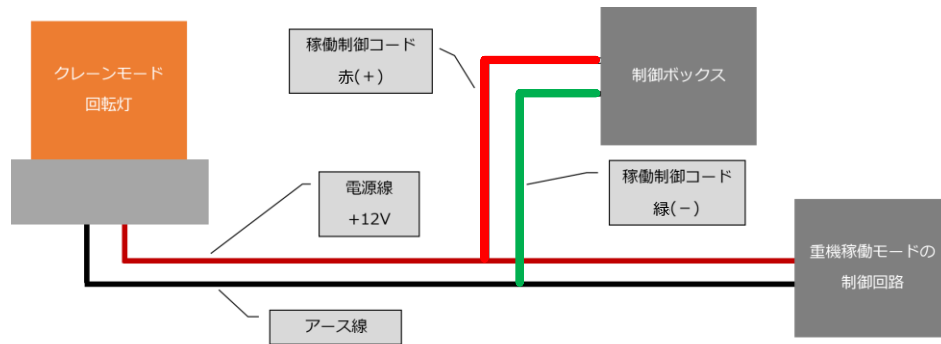 クレーンモード
回転灯
稼働制御コード
赤(+)
制御ボックス
電源線
+12V
稼働制御コード
緑(－)
重機稼働モードの
制御回路
アース線